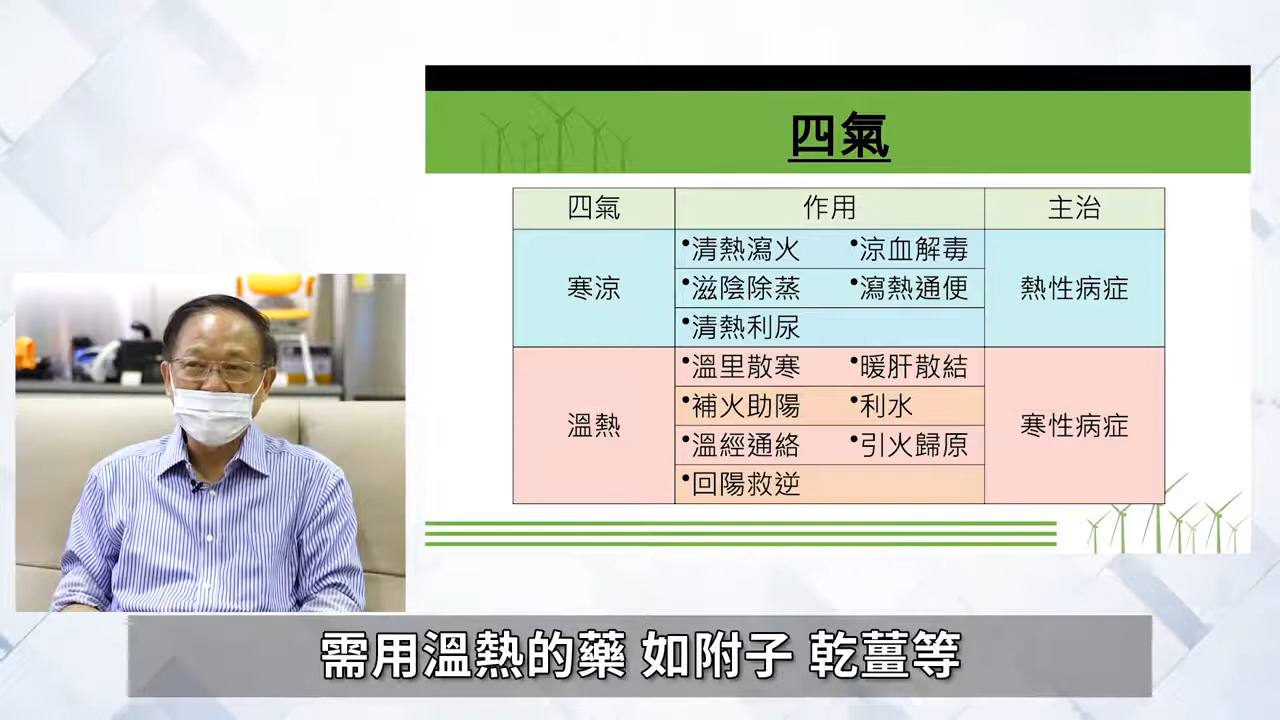 四氣
四氣 作用 主治
寒涼
•清熱瀉火 •涼血解毒
•滋陰除蒸 •瀉熱通便
•清熱利尿
熱性病症
溫熱
•溫里散寒 •暖肝散結
•補火助陽 •利水
•溫經通絡 •引火歸原
•回陽救逆
寒性病症
需用溫熱的藥 如附子 乾薑等